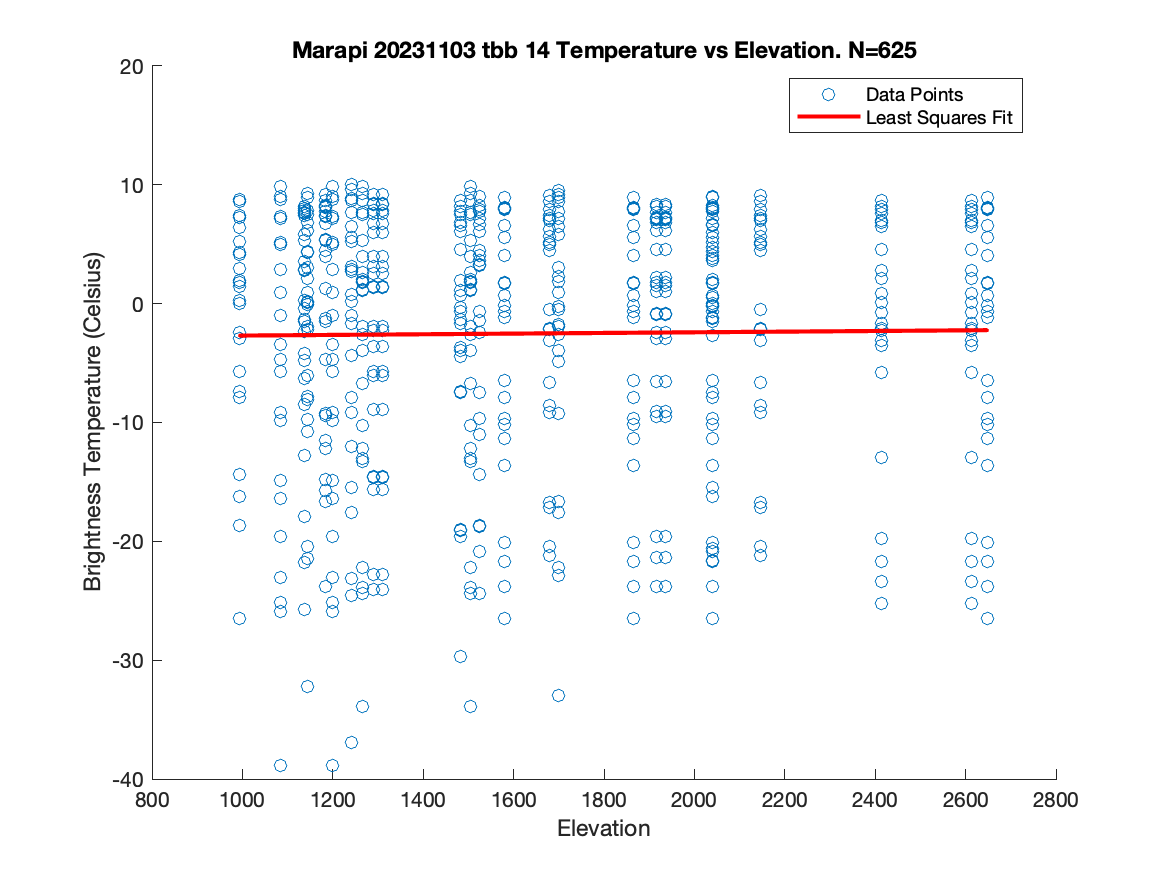 Marapi 20231103 tbb 14 Temperature vs Elevation. N=625
Data Points
Least Squares Fit
Brightness Temperature (Celsius)
20
10
0
-10
-20
-30
-40
800 1000 1200 1400 1600 1800 2000 2200 2400 2600 2800
Elevation